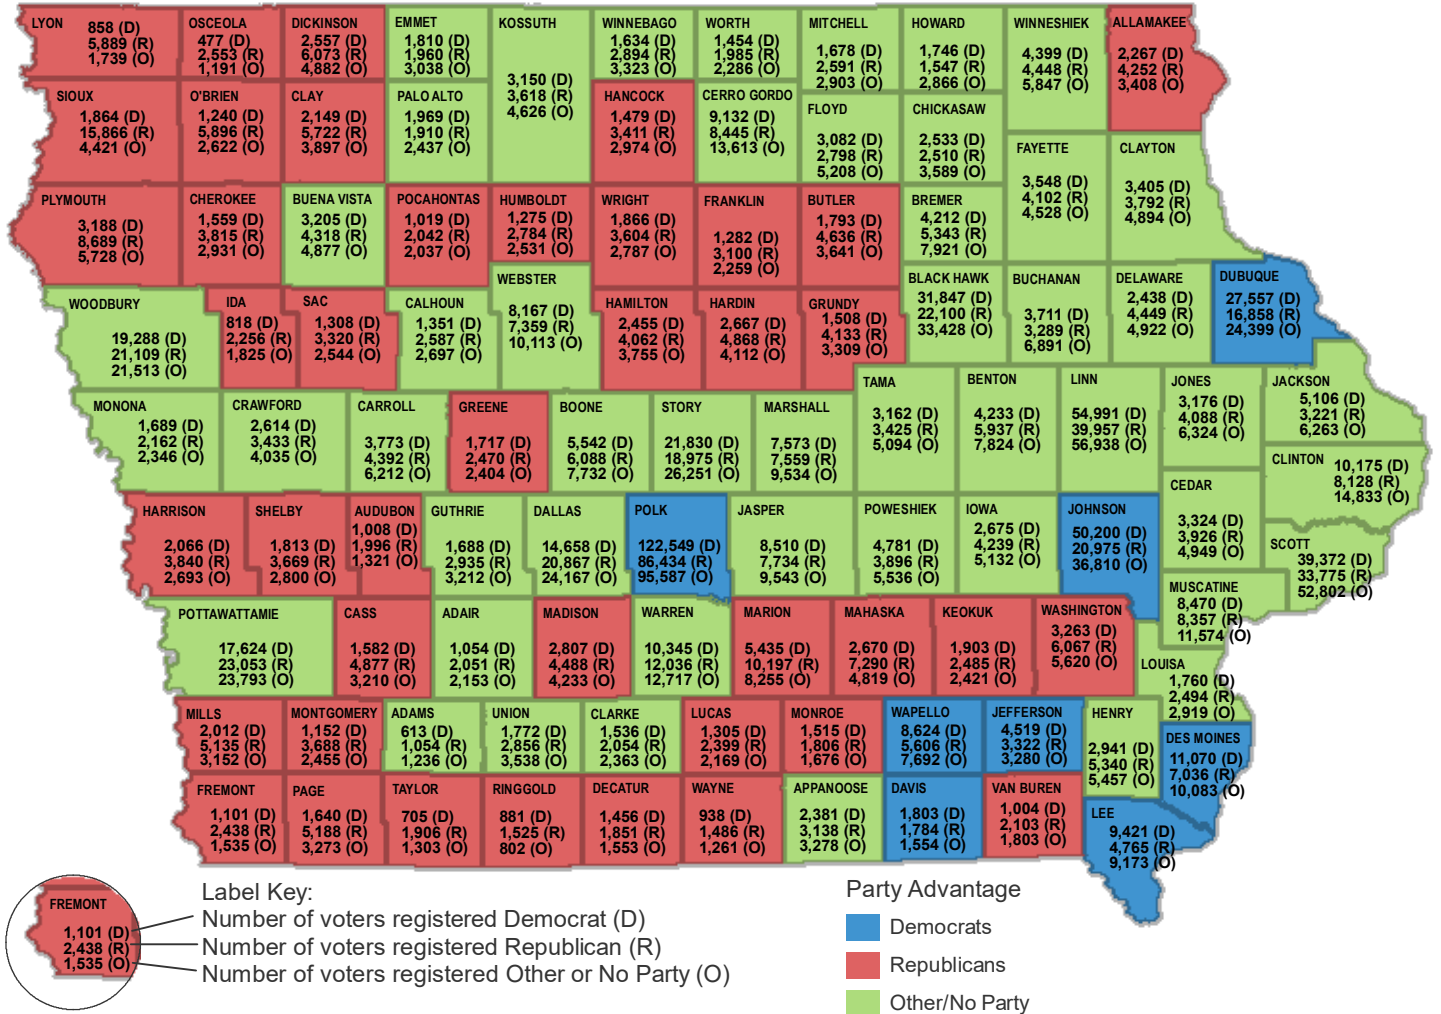 LYON
858 (D)
5,889 (R)
1,739 (O)
OSCEOLA
477 (D)
2,553 (R)
1,191 (O)
DICKINSON
2,557 (D)
6,073 (R)
4,882 (O)
EMMET
1,810 (D)
1,960 (R)
3,038 (O)
KOSSUTH
3,150 (D)
3,618 (R)
4,626 (O)
WINNEBAGO
1,634 (D)
2,894 (R)
3,323 (O)
WORTH
1,454 (D)
1,985 (R)
2,286 (O)
MITCHELL
1,678 (D)
2,591 (R)
2,903 (O)
HOWARD
1,746 (D)
1,547 (R)
2,866 (O)
WINNESHIEK
4,399 (D)
4,448 (R)
5,847 (O)
ALLAMAKEE
2,267 (D)
4,252 (R)
3,408 (O)
SIOUX
1,864 (D)
15,866 (R)
4,421 (O)
O'BRIEN
1,240 (D)
5,896 (R)
2,622 (O)
CLAY
2,149 (D)
5,722 (R)
3,897 (O)
PALO ALTO
1,969 (D)
1,910 (R)
2,437 (O)
HANCOCK
1,479 (D)
3,411 (R)
2,974 (O)
CERRO GORDO
9,132 (D)
8,445 (R)
13,613 (O)
FLOYD
3,082 (D)
2,798 (R)
5,208 (O)
CHICKASAW
2,533 (D)
2,510 (R)
3,589 (O)
FAYETTE
3,548 (D)
4,102 (R)
4,528 (O)
CLAYTON
3,405 (D)
3,792 (R)
4,894 (O)
PLYMOUTH
3,188 (D)
8,689 (R)
5,728 (O)
CHEROKEE
1,559 (D)
3,815 (R)
2,931 (O)
BUENA VISTA
3,205 (D)
4,318 (R)
4,877 (O)
POCAHONTAS
1,019 (D)
2,042 (R)
2,037 (O)
HUMBOLDT
1,275 (D)
2,784 (R)
2,531 (O)
WRIGHT
1,866 (D)
3,604 (R)
2,787 (O)
FRANKLIN
1,282 (D)
3,100 (R)
2,259 (O)
BUTLER
1,793 (D)
4,636 (R)
3,641 (O)
BREMER
4,212 (D)
5,343 (R)
7,921 (O)
WOODBURY
19,288 (D)
21,109 (R)
21,513 (O)
IDA
818 (D)
2,256 (R)
1,825 (O)
SAC
1,308 (D)
3,320 (R)
2,544 (O)
CALHOUN
1,351 (D)
2,587 (R)
2,697 (O)
WEBSTER
8,167 (D)
7,359 (R)
10,113 (O)
HAMILTON
2,455 (D)
4,062 (R)
3,755 (O)
HARDIN
2,667 (D)
4,868 (R)
4,112 (O)
GRUNDY
1,508 (D)
4,133 (R)
3,309 (O)
BLACK HAWK
31,847 (D)
22,100 (R)
33,428 (O)
BUCHANAN
3,711 (D)
3,289 (R)
6,891 (O)
DELAWARE
2,438 (D)
4,449 (R)
4,922 (O)
DUBUQUE
27,557 (D)
16,858 (R)
24,399 (O)
MONONA
1,689 (D)
2,162 (R)
2,346 (O)
CRAWFORD
2,614 (D)
3,433 (R)
4,035 (O)
CARROLL
3,773 (D)
4,392 (R)
6,212 (O)
GREENE
1,717 (D)
2,470 (R)
2,404 (O)
BOONE
5,542 (D)
6,088 (R)
7,732 (O)
STORY
21,830 (D)
18,975 (R)
26,251 (O)
MARSHALL
7,573 (D)
7,559 (R)
9,534 (O)
TAMA
3,162 (D)
3,425 (R)
5,094 (O)
BENTON
4,233 (D)
5,937 (R)
7,824 (O)
LINN
54,991 (D)
39,957 (R)
56,938 (O)
JONES
3,176 (D)
4,088 (R)
6,324 (O)
JACKSON
5,106 (D)
3,221 (R)
6,263 (O)
CLINTON
10,175 (D)
8,128 (R)
14,833 (O)
HARRISON
2,066 (D)
3,840 (R)
2,693 (O)
SHELBY
1,813 (D)
3,669 (R)
2,800 (O)
AUDUBON
1,008 (D)
1,996 (R)
1,321 (O)
GUTHRIE
1,688 (D)
2,935 (R)
3,212 (O)
DALLAS
14,658 (D)
20,867 (R)
24,167 (O)
POLK
122,549 (D)
86,434 (R)
95,587 (O)
JASPER
8,510 (D)
7,734 (R)
9,543 (O)
POWESHIEK
4,781 (D)
3,896 (R)
5,536 (O)
IOWA
2,675 (D)
4,239 (R)
5,132 (O)
JOHNSON
50,200 (D)
20,975 (R)
36,810 (O)
CEDAR
3,324 (D)
3,926 (R)
4,949 (O)
SCOTT
39,372 (D)
33,775 (R)
52,802 (O)
MUSCATINE
8,470 (D)
8,357 (R)
11,574 (O)
POTTAWATTAMIE
17,624 (D)
23,053 (R)
23,793 (O)
CASS
1,582 (D)
4,877 (R)
3,210 (O)
ADAIR
1,054 (D)
2,051 (R)
2,153 (O)
MADISON
2,807 (D)
4,488 (R)
4,233 (O)
WARREN
10,345 (D)
12,036 (R)
12,717 (O)
MARION
5,435 (D)
10,197 (R)
8,255 (O)
MAHASKA
2,670 (D)
7,290 (R)
4,819 (O)
KEOKUK
1,903 (D)
2,485 (R)
2,421 (O)
WASHINGTON
3,263 (D)
6,067 (R)
5,620 (O)
LOUISA
1,760 (D)
2,494 (R)
2,919 (O)
MILLS
2,012 (D)
5,135 (R)
3,152 (O)
MONTGOMERY
1,152 (D)
3,688 (R)
2,455 (O)
ADAMS
613 (D)
1,054 (R)
1,236 (O)
UNION
1,772 (D)
2,856 (R)
3,538 (O)
CLARKE
1,536 (D)
2,054 (R)
2,363 (O)
LUCAS
1,305 (D)
2,399 (R)
2,169 (O)
MONROE
1,515 (D)
1,806 (R)
1,676 (O)
WAPELLO
8,624 (D)
5,606 (R)
7,692 (O)
JEFFERSON
4,519 (D)
3,322 (R)
3,280 (O)
HENRY
2,941 (D)
5,340 (R)
5,457 (O)
DES MOINES
11,070 (D)
7,036 (R)
10,083 (O)
FREMONT
1,101 (D)
2,438 (R)
1,535 (O)
PAGE
1,640 (D)
5,188 (R)
3,273 (O)
TAYLOR
705 (D)
1,906 (R)
1,303 (O)
RINGGOLD
881 (D)
1,525 (R)
802 (O)
DECATUR
1,456 (D)
1,851 (R)
1,553 (O)
WAYNE
938 (D)
1,486 (R)
1,261 (O)
APPANOOSE
2,381 (D)
3,138 (R)
3,278 (O)
DAVIS
1,803 (D)
1,784 (R)
1,554 (O)
VAN BUREN
1,004 (D)
2,103 (R)
1,803 (O)
LEE
9,421 (D)
4,765 (R)
9,173 (O)
FREMONT
1,101 (D)
2,438 (R)
1,535 (O)
Label Key:
Number of voters registered Democrat (D)
Number of voters registered Republican (R)
Number of voters registered Other or No Party (O)
Party Advantage
Democrats
Republicans
Other/No Party